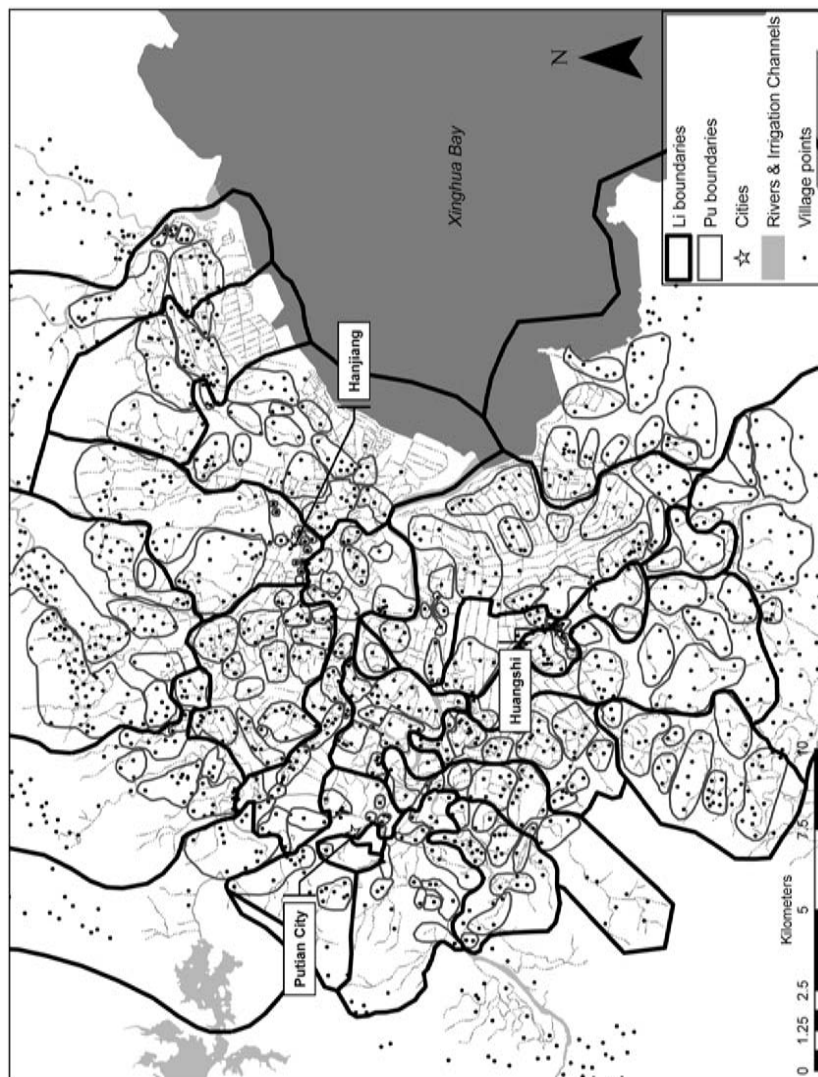 Xinghua Bay
N
Hanjiang
Huangshi
Putian City
Li boundaries
Pu boundaries
Cities
Rivers & Irrigation Channels
Village points
Kilometers
0 1.25 2.5 5 7.5 10